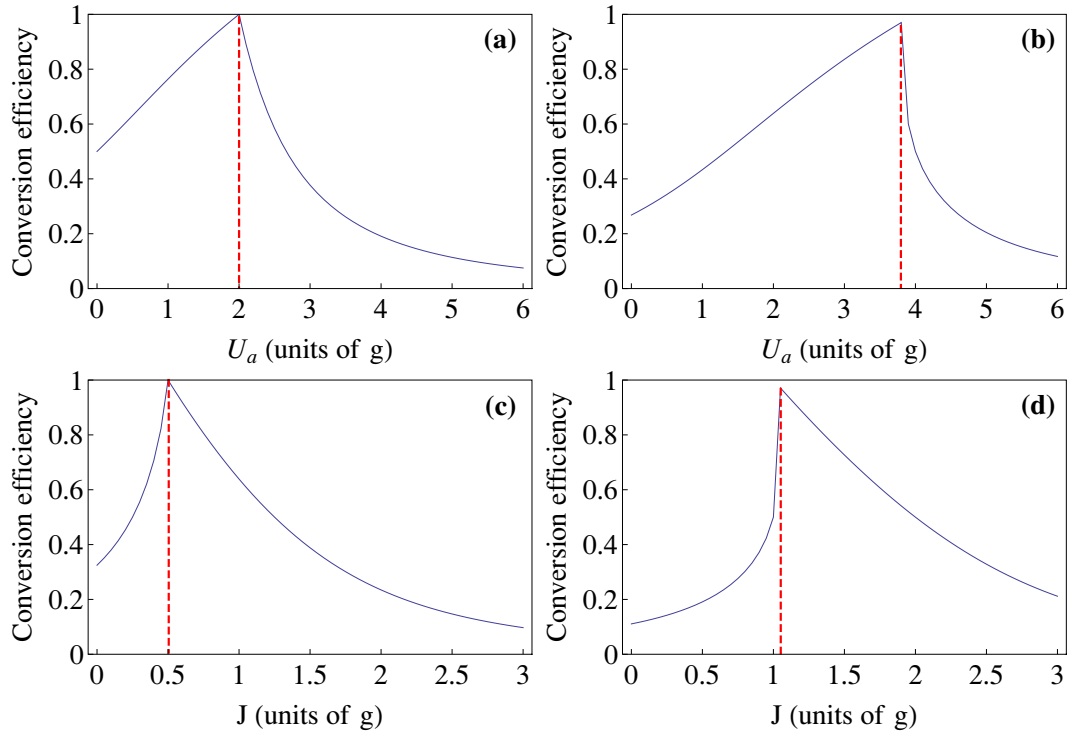 (a)
Conversion efficiency
1
0.8
0.6
0.4
0.2
0
0 1 2 3 4 5 6
U_a (units of g)
(b)
Conversion efficiency
1
0.8
0.6
0.4
0.2
0
0 1 2 3 4 5 6
U_a (units of g)
(c)
Conversion efficiency
1
0.8
0.6
0.4
0.2
0
0 0.5 1 1.5 2 2.5 3
J (units of g)
(d)
Conversion efficiency
1
0.8
0.6
0.4
0.2
0
0 0.5 1 1.5 2 2.5 3
J (units of g)